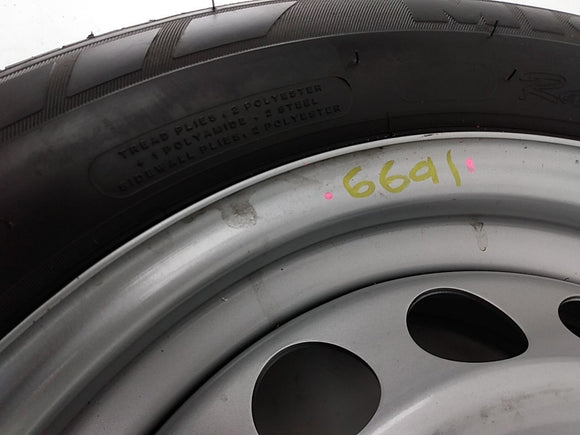 TREAD PLIES : 2 POLYESTER
+ 1 POLYAMIDE + 2 STEEL
SIDEWALL PLIES: 2 POLYESTER
6691